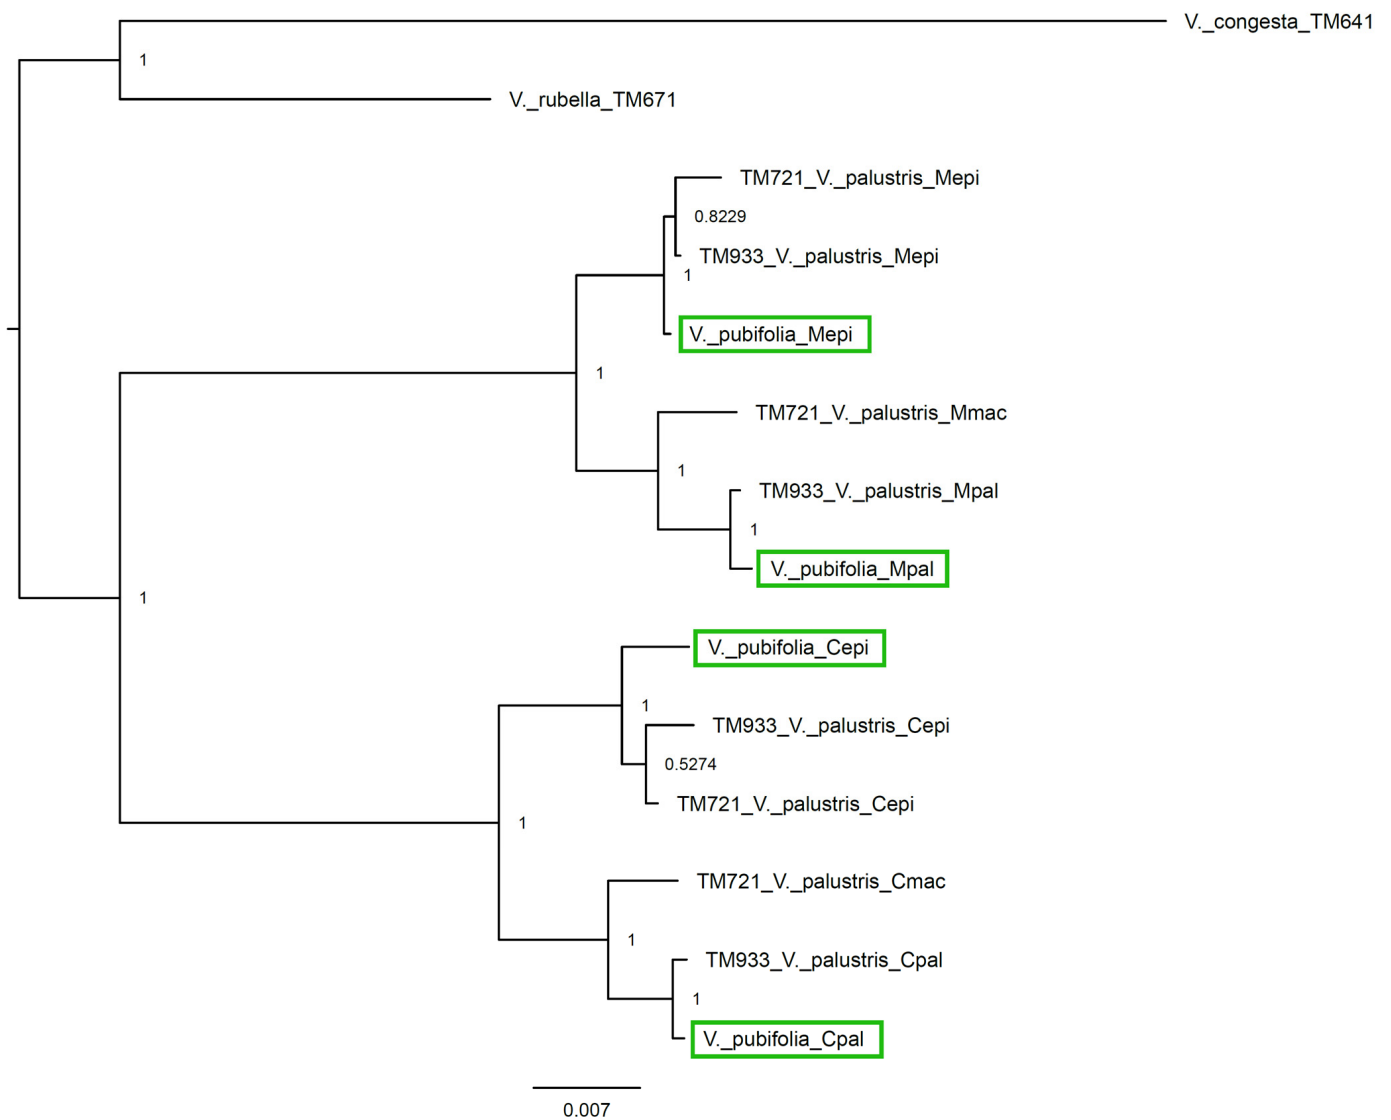 V._congesta_TM641
1
V._rubella_TM671
TM721_V._palustris_Mepi
0.8229
TM933_V._palustris_Mepi
1
V._pubifolia_Mepi
1
TM721_V._palustris_Mmac
1
TM933_V._palustris_Mpal
1
V._pubifolia_Mpal
1
V._pubifolia_Cepi
1
TM933_V._palustris_Cepi
0.5274
TM721_V._palustris_Cepi
1
TM721_V._palustris_Cmac
1
TM933_V._palustris_Cpal
1
V._pubifolia_Cpal
0.007